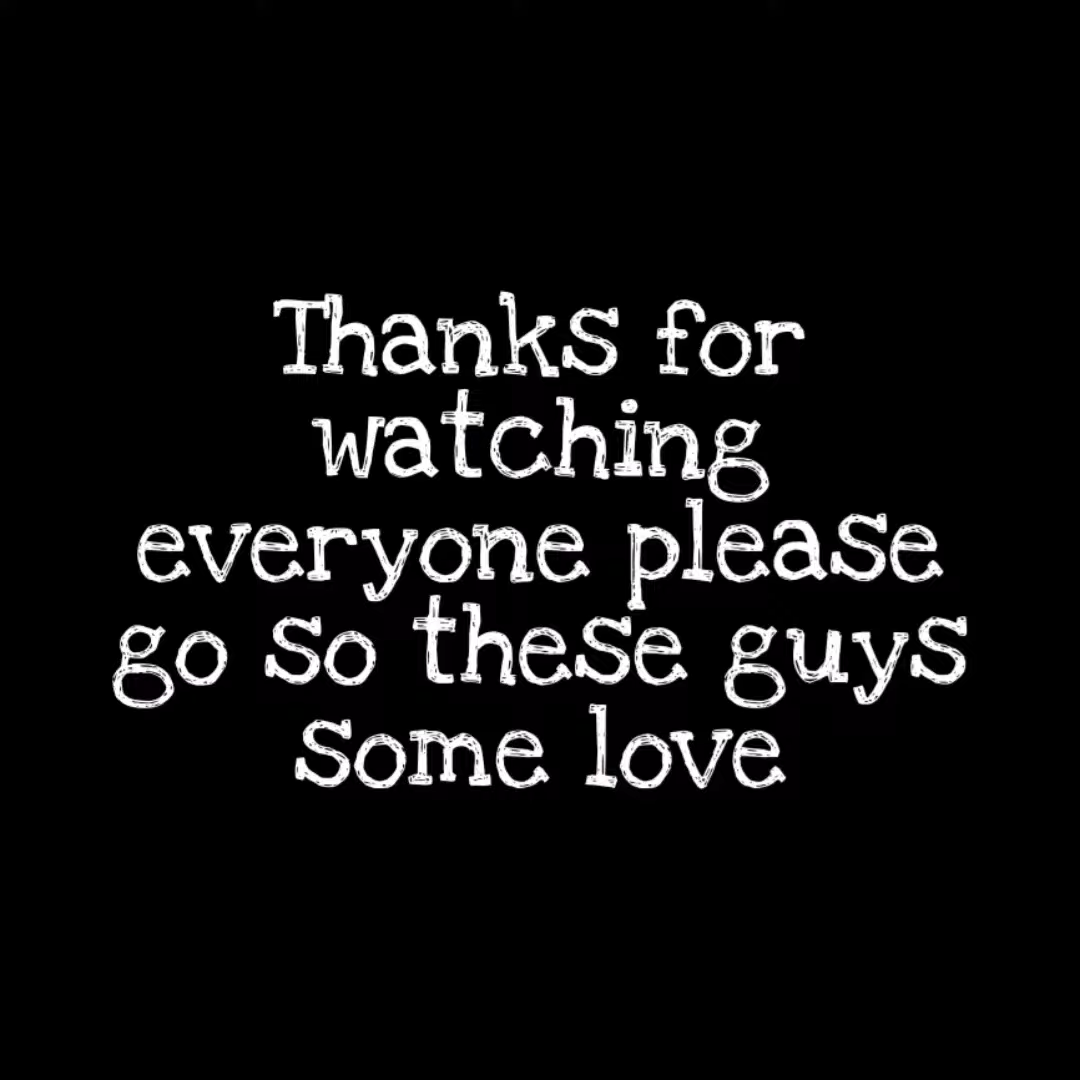 Thanks for
watching
everyone please
go so these guys
some love